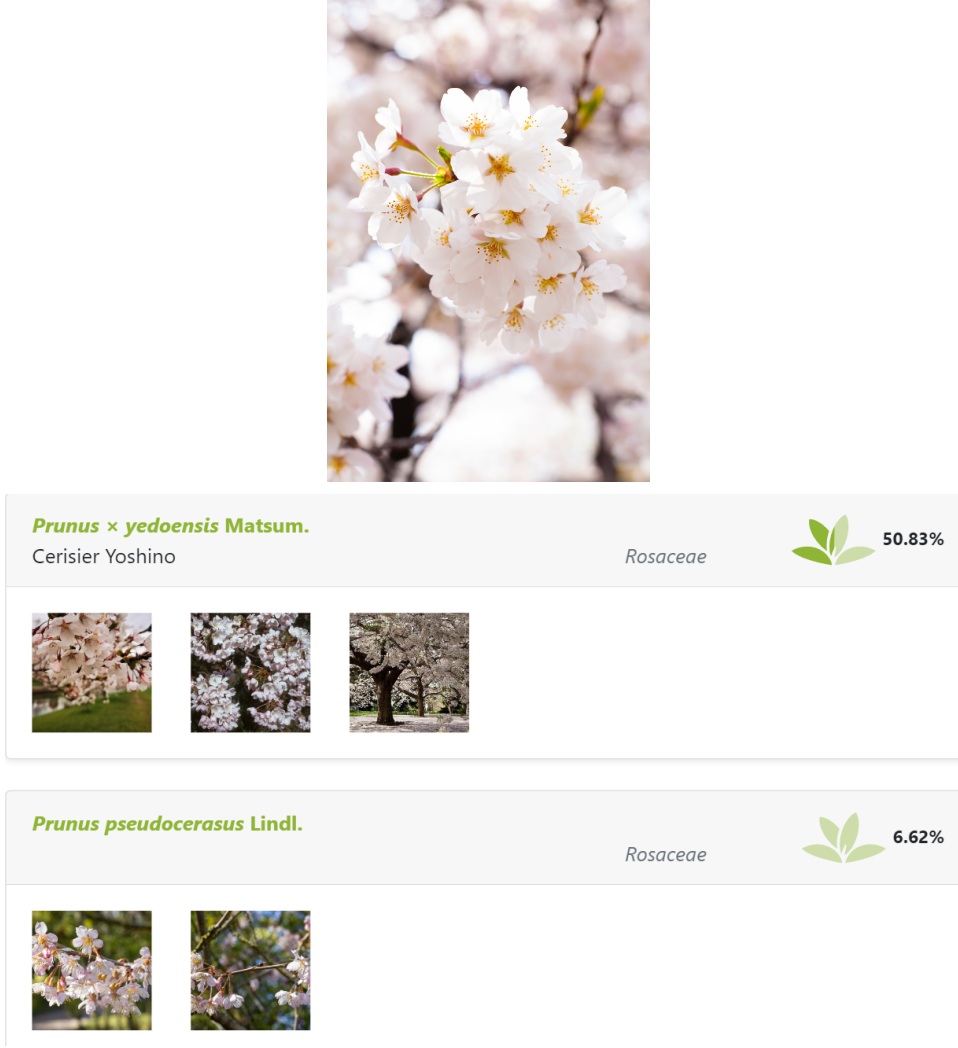 Prunus × yedoensis Matsum.
Cerisier Yoshino
Rosaceae
50.83%
Prunus pseudocerasus Lindl.
Rosaceae
6.62%